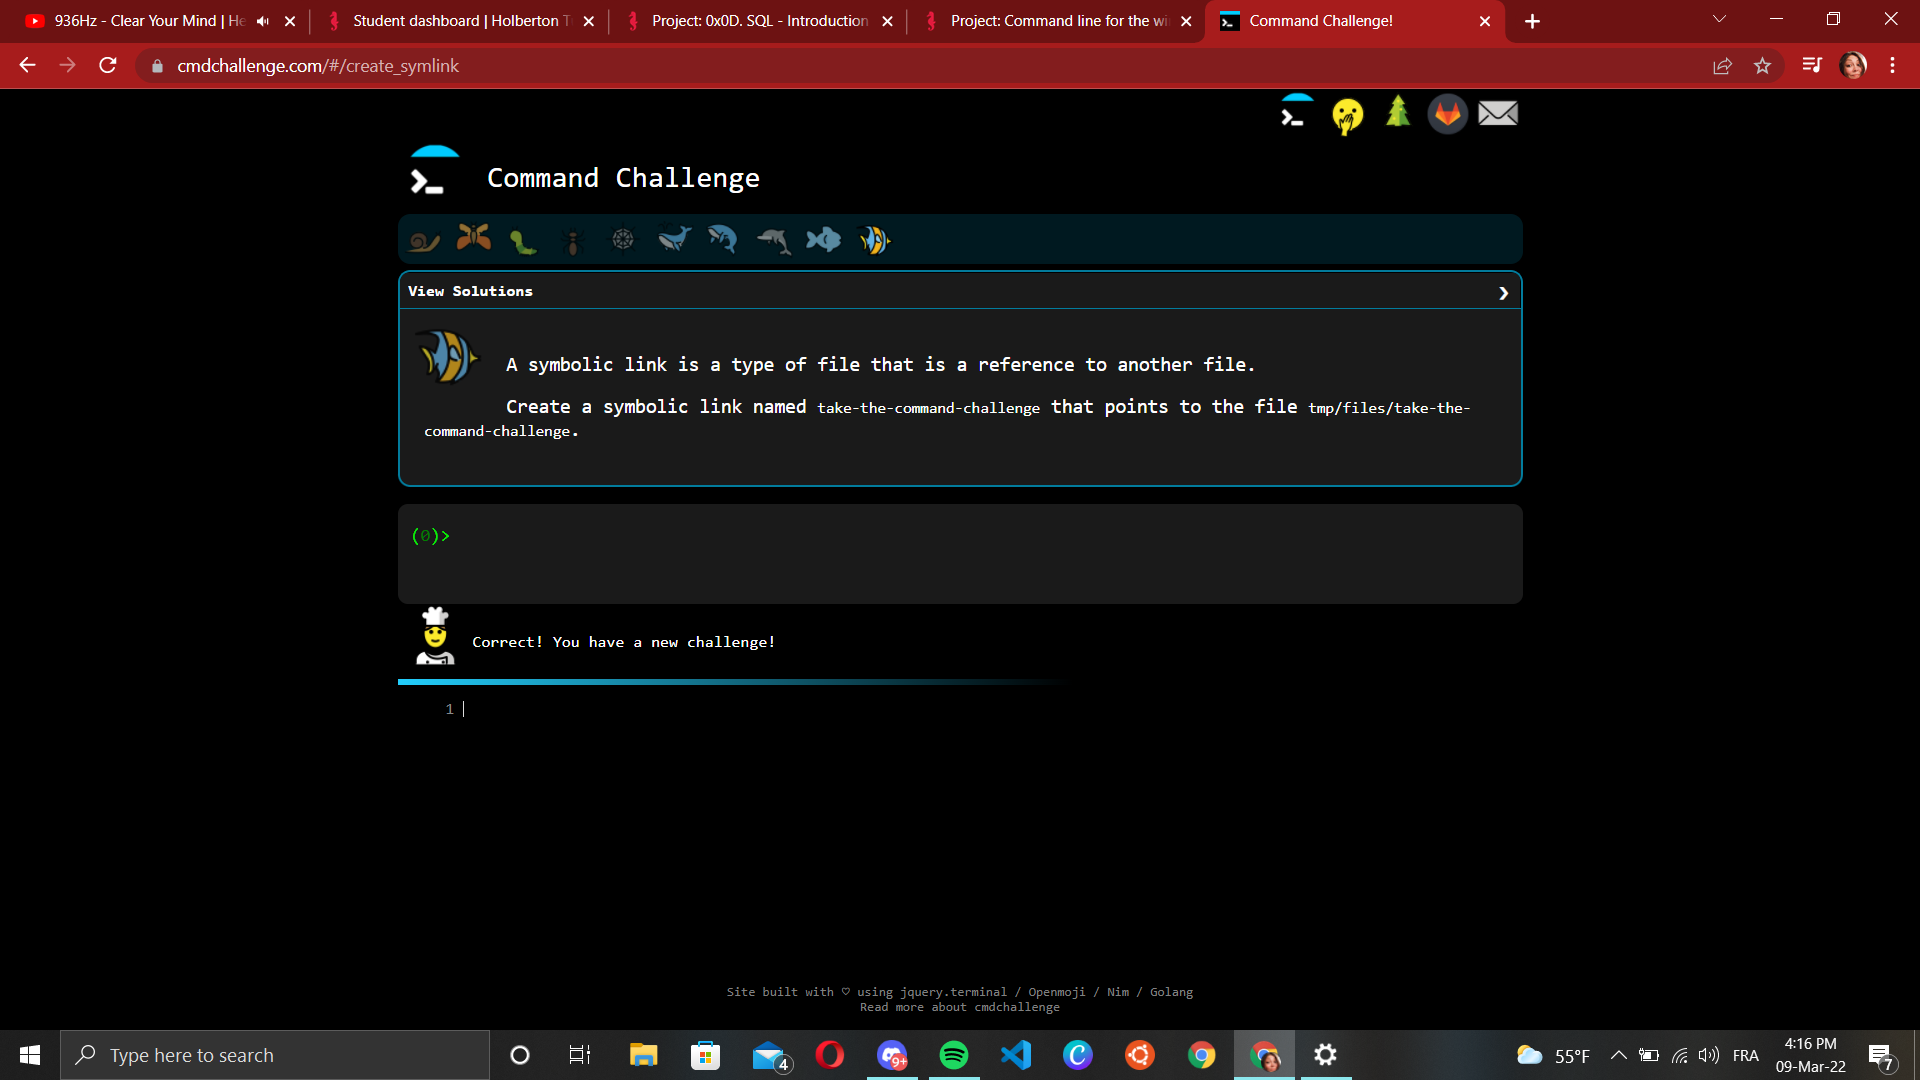 936Hz - Clear Your Mind | He
Student dashboard | Holberton T
Project: 0x0D. SQL - Introduction
Project: Command line for the wi
Command Challenge!
cmdchallenge.com/#/create_symlink
Command Challenge
View Solutions
A symbolic link is a type of file that is a reference to another file.
Create a symbolic link named take-the-command-challenge that points to the file tmp/files/take-the-
command-challenge.
(0)>
Correct! You have a new challenge!
1
Site built with ♡ using jquery.terminal / Openmoji / Nim / Golang
Read more about cmdchallenge
Type here to search
4
9+
55°F
FRA
4:16 PM
09-Mar-22
7